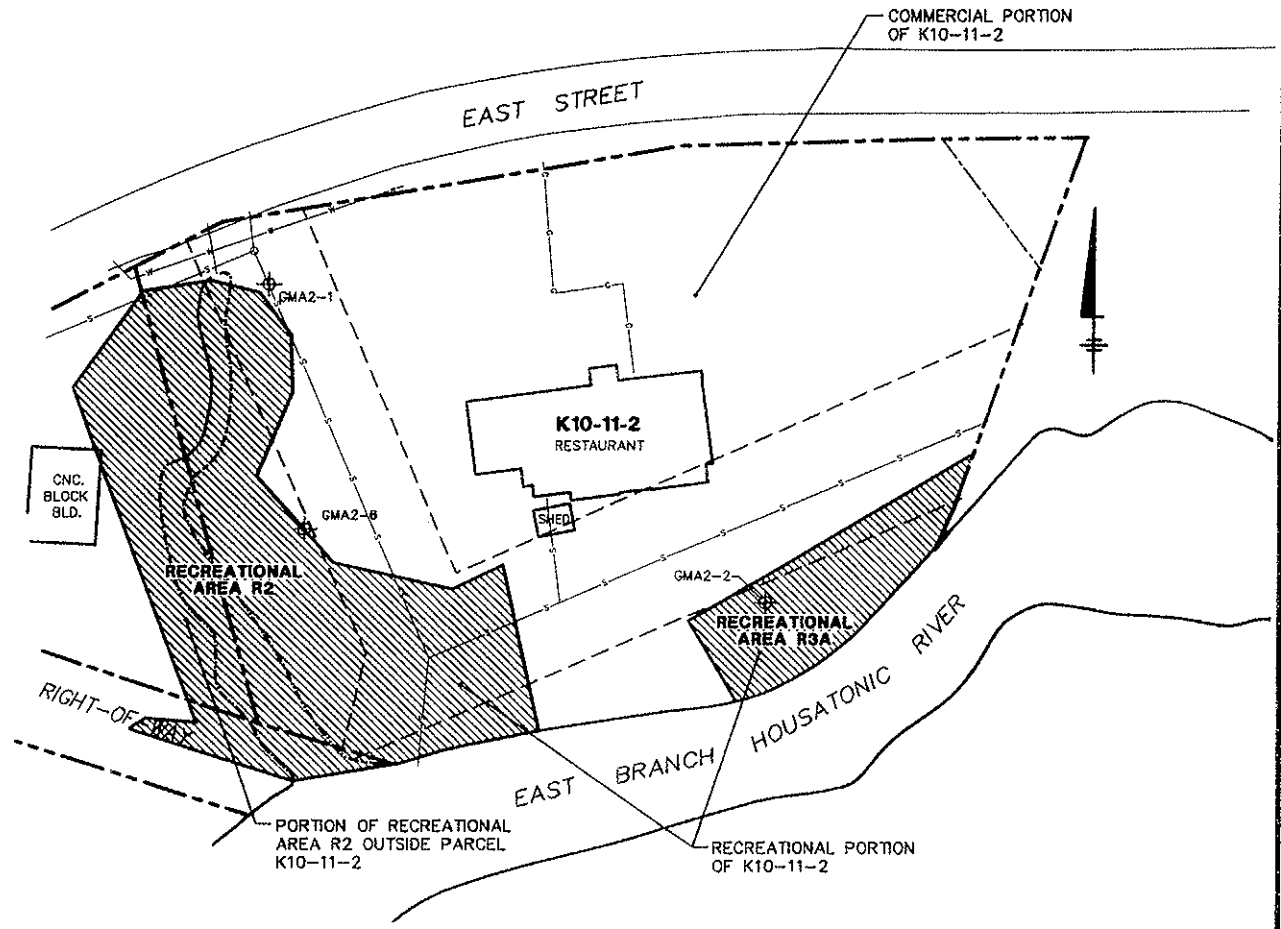 COMMERCIAL PORTION
OF K10-11-2
EAST STREET
W
W
W
S
S
G
G
G
G
G
GMA2-1
S
S
S
S
S
S
K10-11-2
RESTAURANT
CNC.
BLOCK
BLD.
SHED
S
GMA2-6
S
S
S
S
S
S
S
RECREATIONAL
AREA R2
GMA2-2
RECREATIONAL
AREA R3A
RIGHT-OF-WAY
EAST BRANCH HOUSATONIC RIVER
PORTION OF RECREATIONAL
AREA R2 OUTSIDE PARCEL
K10-11-2
RECREATIONAL PORTION
OF K10-11-2